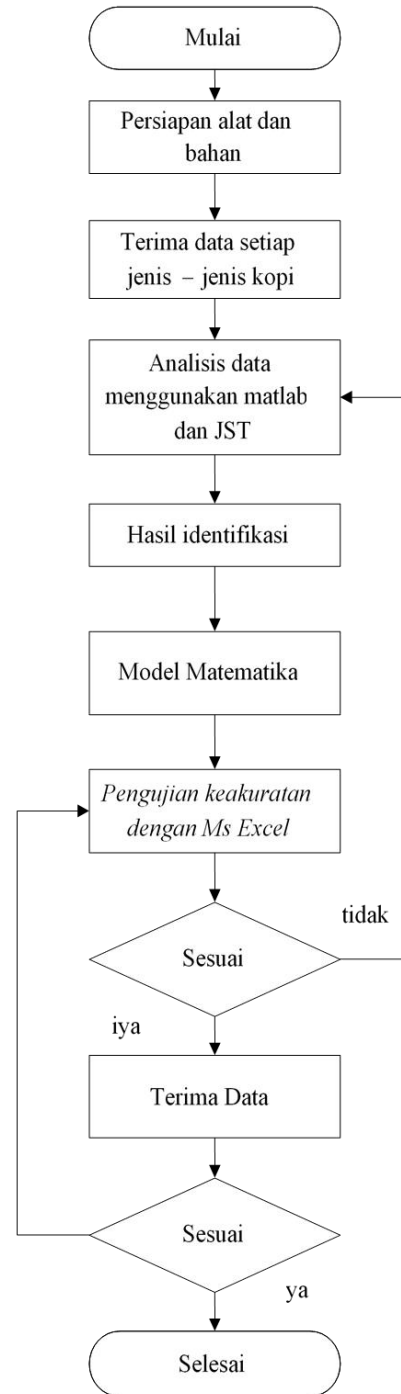 Mulai
Persiapan alat dan
bahan
Terima data setiap
jenis – jenis kopi
Analisis data
menggunakan matlab
dan JST
Hasil identifikasi
Model Matematika
Pengujian keakuratan
dengan Ms Excel
tidak
Sesuai
iya
Terima Data
Sesuai
ya
Selesai